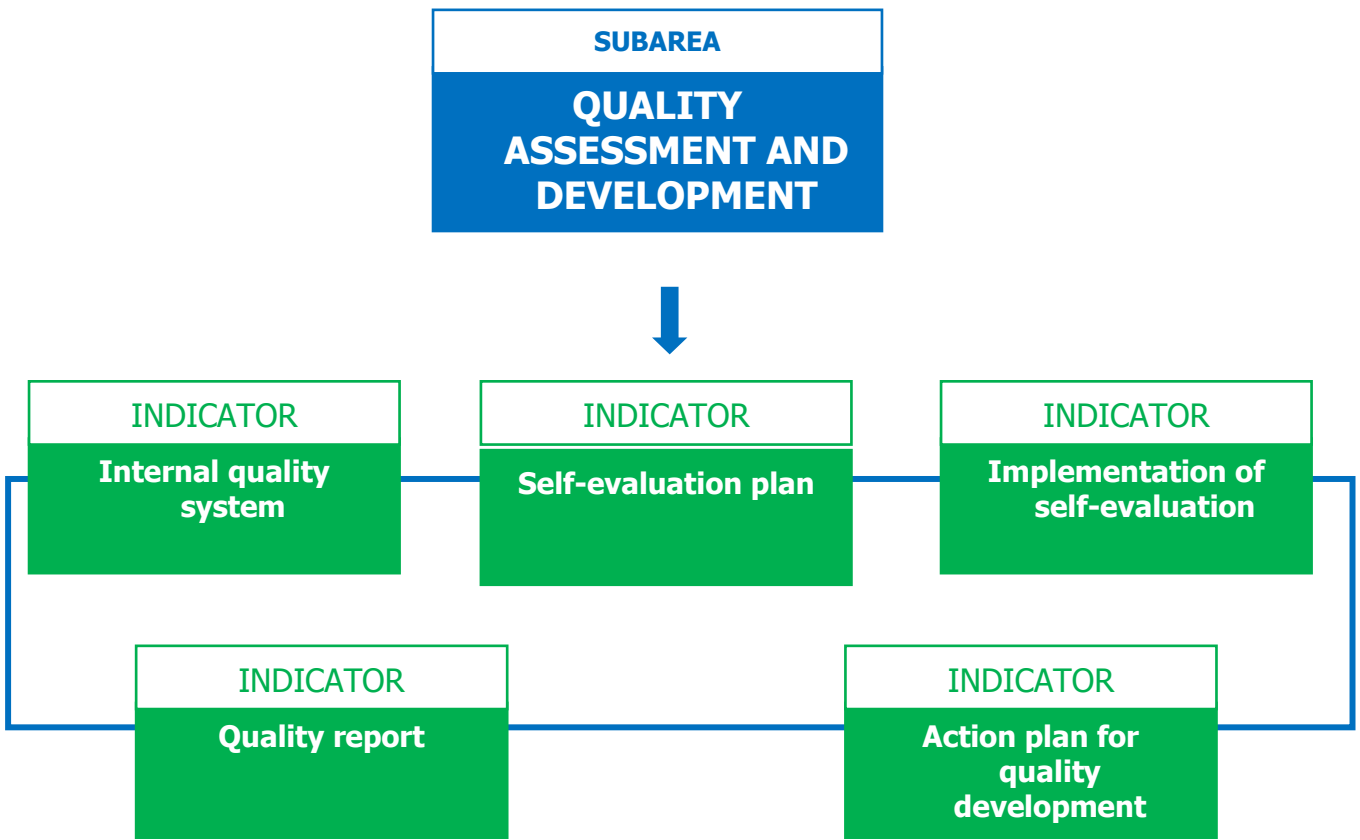 SUBAREA
QUALITY
ASSESSMENT AND
DEVELOPMENT
INDICATOR
Internal quality
system
INDICATOR
Self-evaluation plan
INDICATOR
Implementation of
self-evaluation
INDICATOR
Quality report
INDICATOR
Action plan for
quality
development